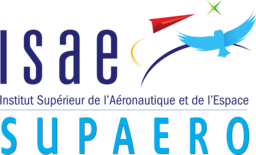 isae
Institut Supérieur de l'Aéronautique et de l'Espace
SUPAERO